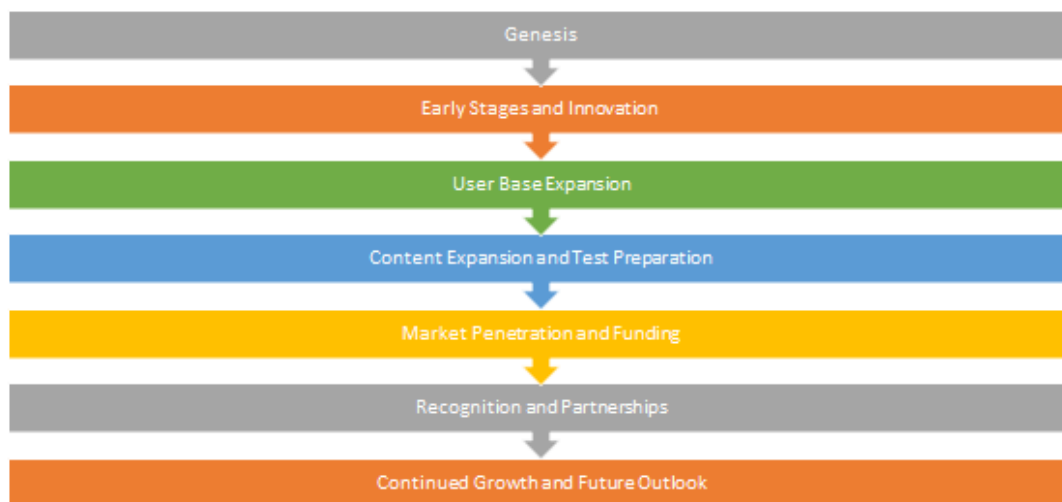 Genesis
Early Stages and Innovation
User Base Expansion
Content Expansion and Test Preparation
Market Penetration and Funding
Recognition and Partnerships
Continued Growth and Future Outlook